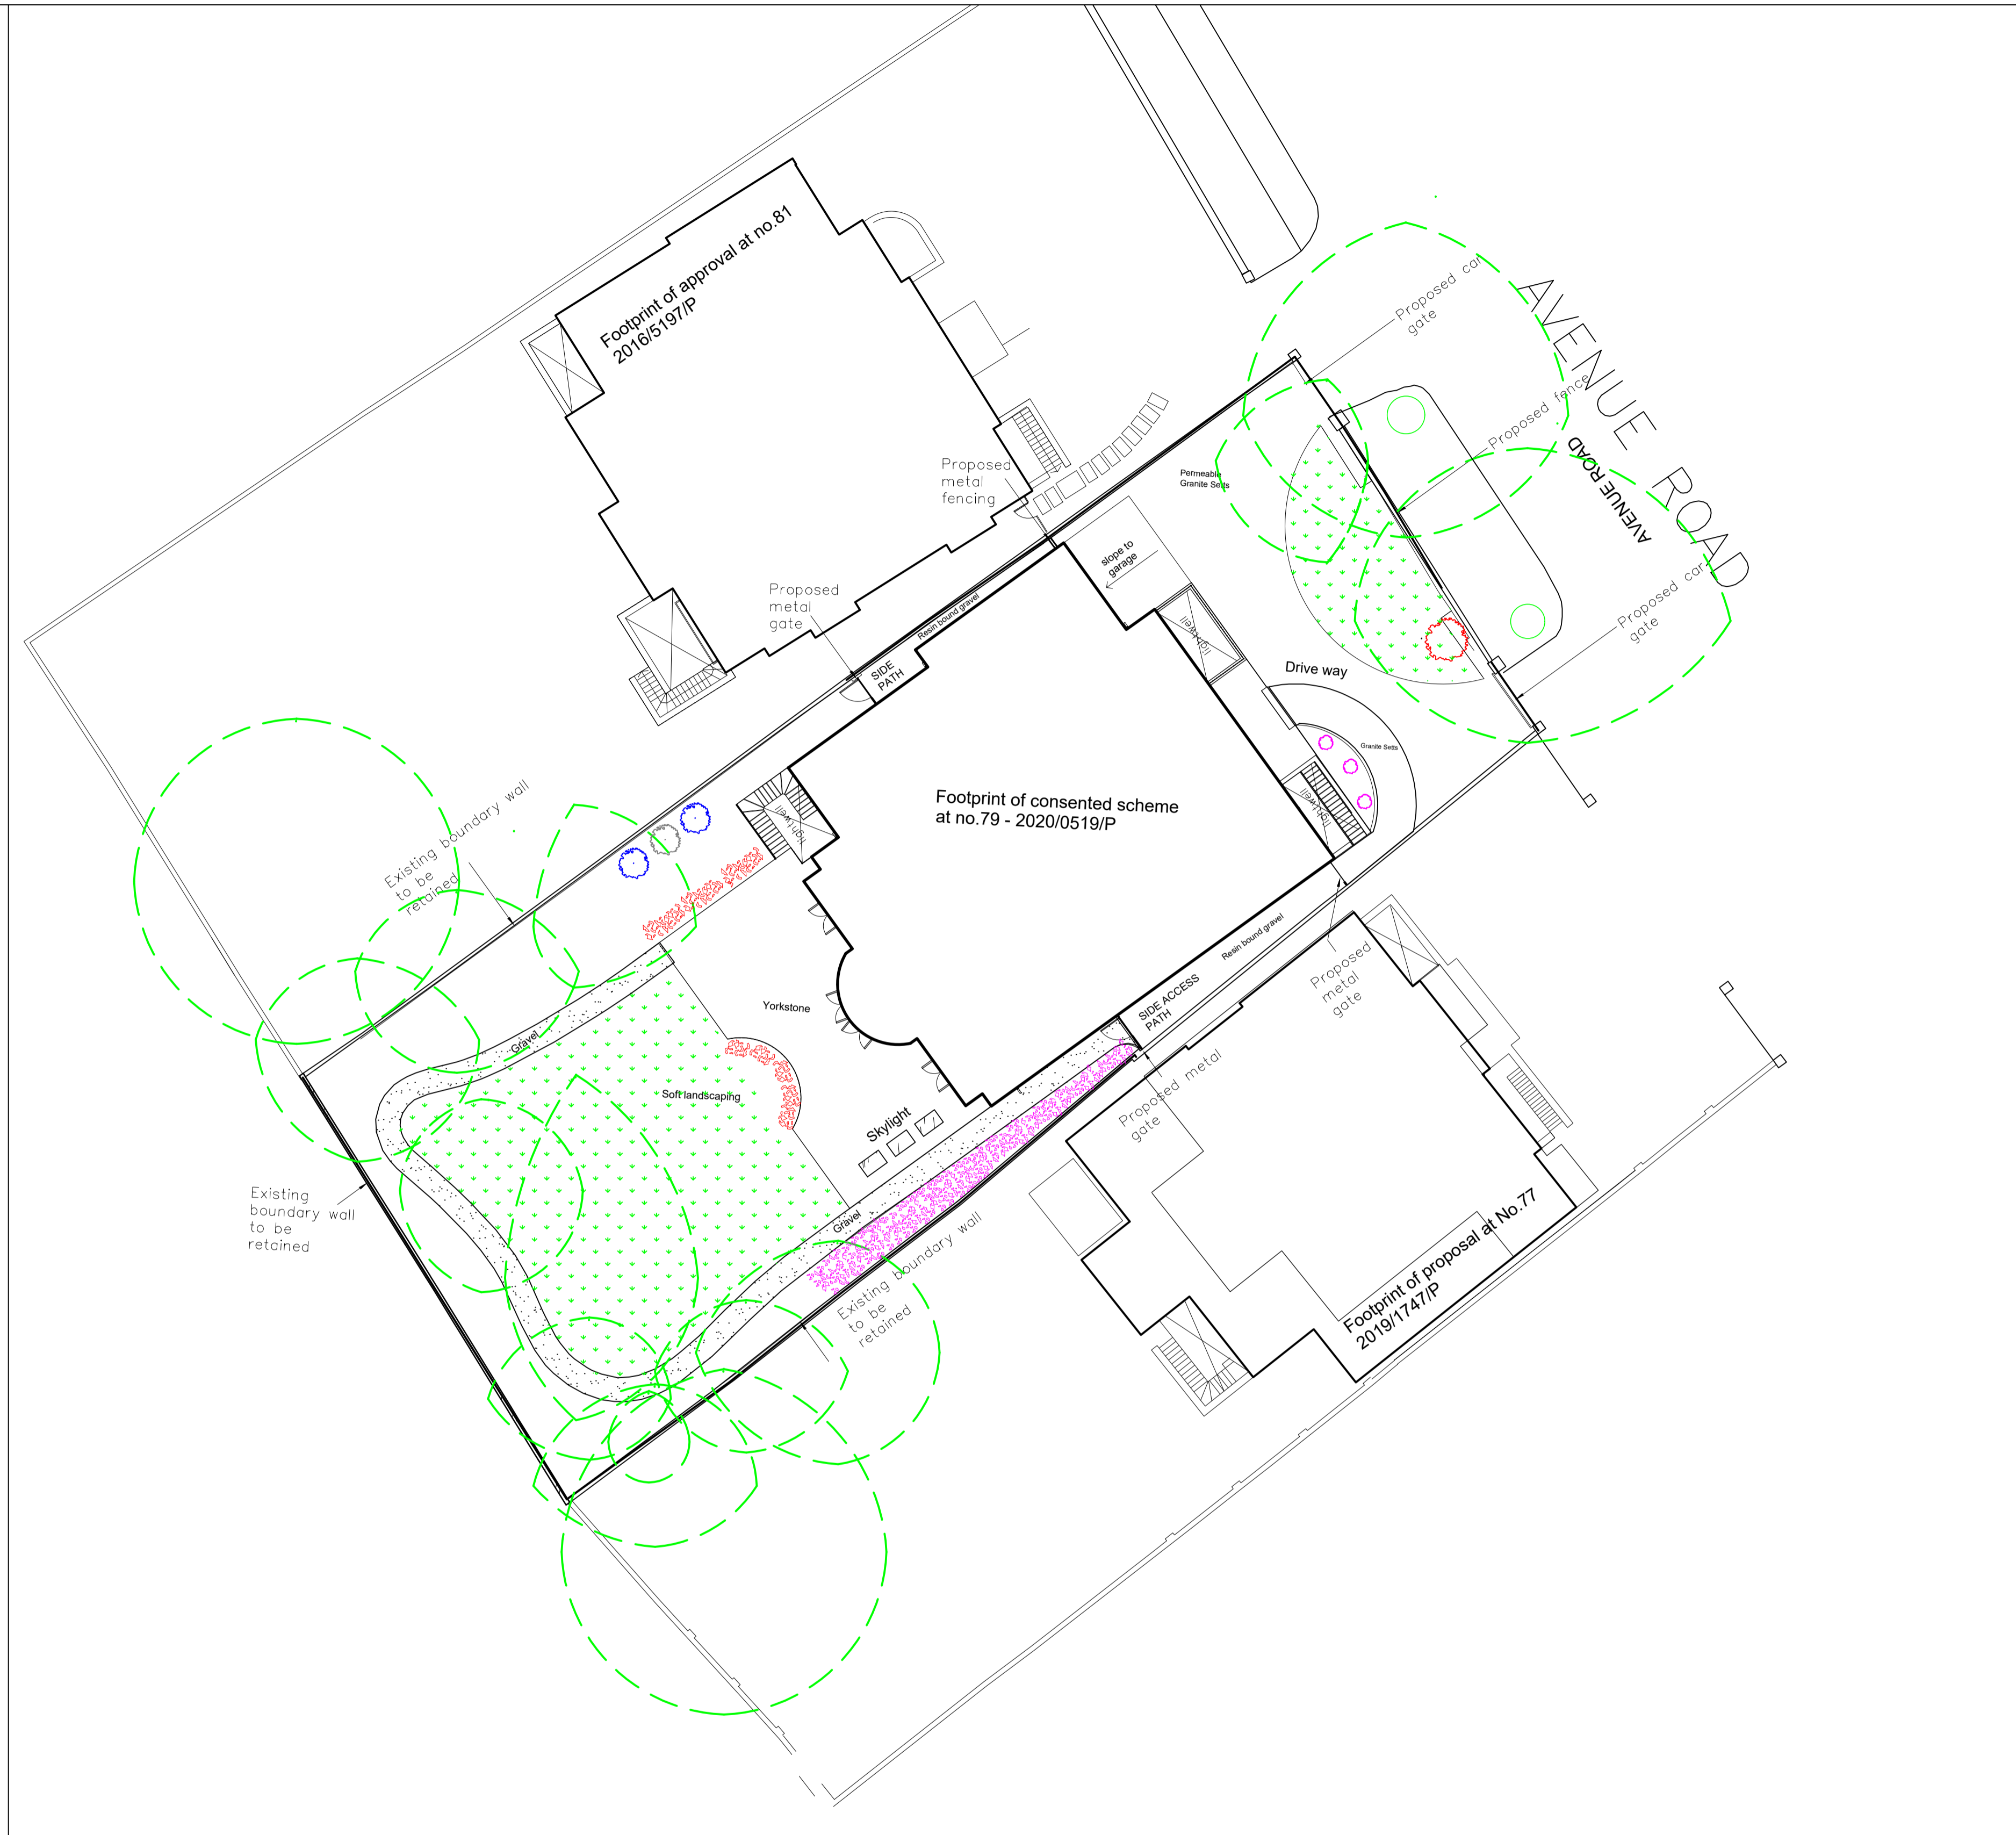 Footprint of approval at no.81
2016/5197/P
Proposed car
gate
AVENUE ROAD
Proposed fence
AVENUE ROAD
Proposed
metal
fencing
Permeable
Granite Setts
slope to
garage
Proposed car
gate
Proposed
metal
gate
Resin bound gravel
SIDE
PATH
lightwell
Drive way
Granite Setts
lightwell
Footprint of consented scheme
at no.79 - 2020/0519/P
lightwell
Existing boundary wall
to be
retained
Resin bound gravel
Proposed
metal
gate
SIDE ACCESS
PATH
Yorkstone
Gravel
Soft landscaping
Skylight
Proposed metal
gate
Existing
boundary wall
to be
retained
Gravel
Existing boundary wall
to be
retained
Footprint of proposal at No.77
2019/1747/P